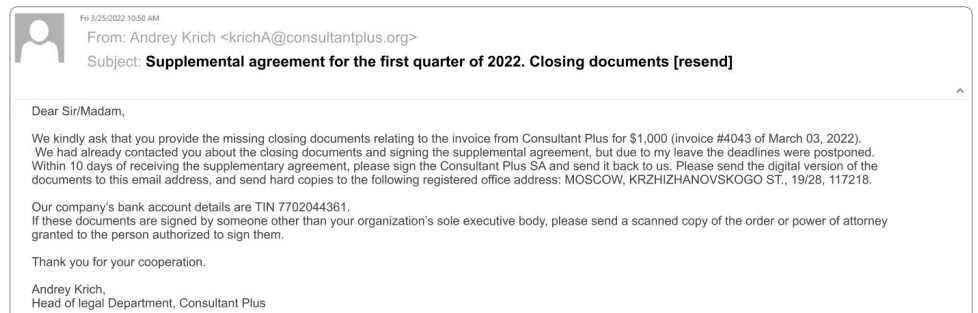 Fri 3/25/2022 10:50 AM
From: Andrey Krich <krichA@consultantplus.org>
Subject: Supplemental agreement for the first quarter of 2022. Closing documents [resend]
Dear Sir/Madam,
We kindly ask that you provide the missing closing documents relating to the invoice from Consultant Plus for $1,000 (invoice #4043 of March 03, 2022).
We had already contacted you about the closing documents and signing the supplemental agreement, but due to my leave the deadlines were postponed.
Within 10 days of receiving the supplementary agreement, please sign the Consultant Plus SA and send it back to us. Please send the digital version of the
documents to this email address, and send hard copies to the following registered office address: MOSCOW, KRZHIZHANOVSKOGO ST., 19/28, 117218.
Our company's bank account details are TIN 7702044361.
If these documents are signed by someone other than your organization's sole executive body, please send a scanned copy of the order or power of attorney
granted to the person authorized to sign them.
Thank you for your cooperation.
Andrey Krich,
Head of legal Department, Consultant Plus